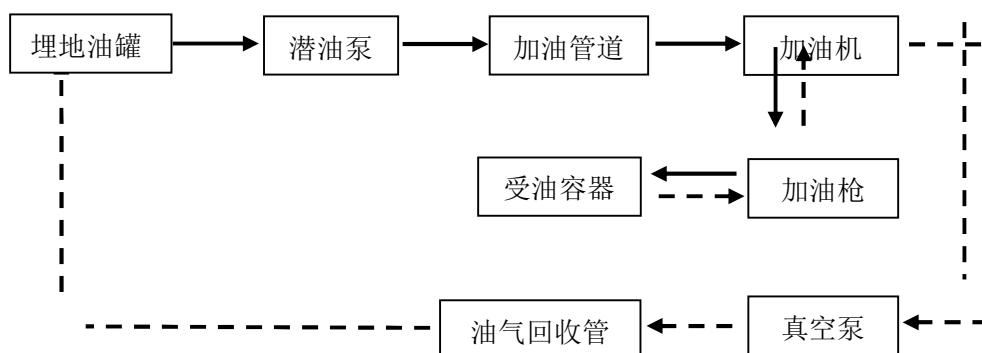 埋地油罐
潜油泵
加油管道
加油机
受油容器
加油枪
油气回收管
真空泵